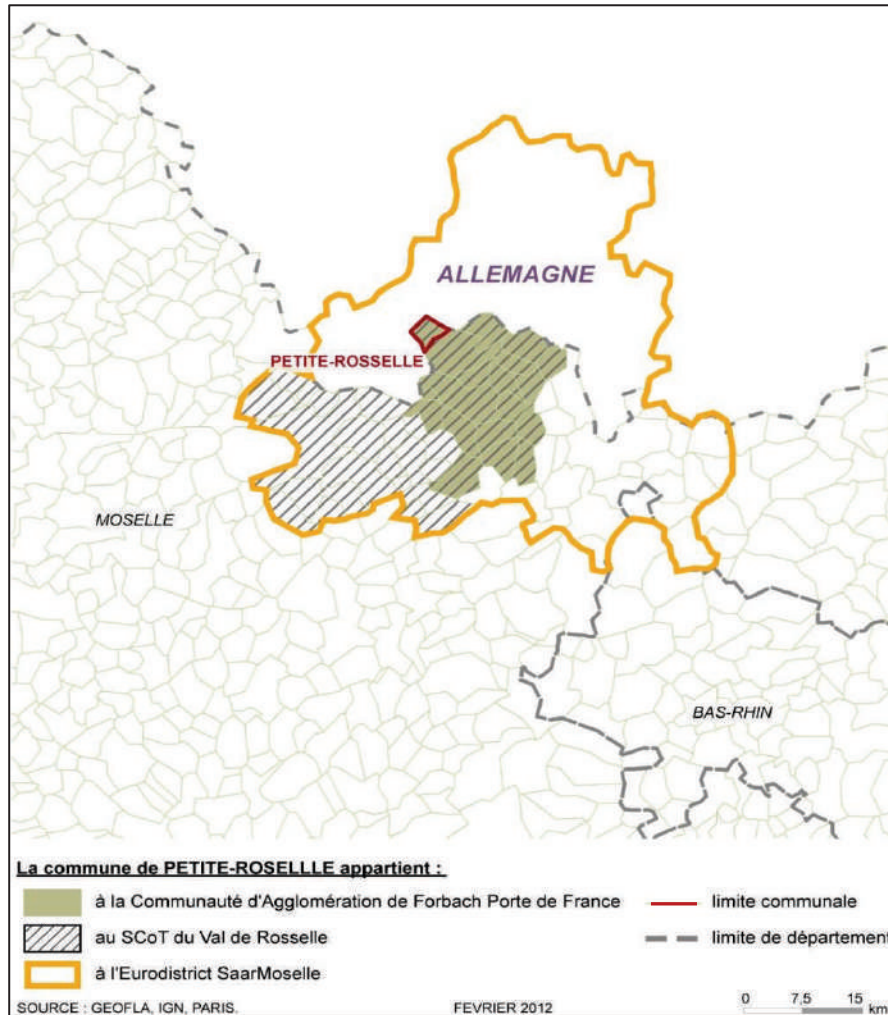 ALLEMAGNE
PETITE-ROSSELLE
MOSELLE
BAS-RHIN
La commune de PETITE-ROSELLLE appartient :
à la Communauté d'Agglomération de Forbach Porte de France
limite communale
au SCoT du Val de Rosselle
limite de département
à l'Eurodistrict SaarMoselle
SOURCE : GEOFLA, IGN, PARIS.
FEVRIER 2012
0 7,5 15
km